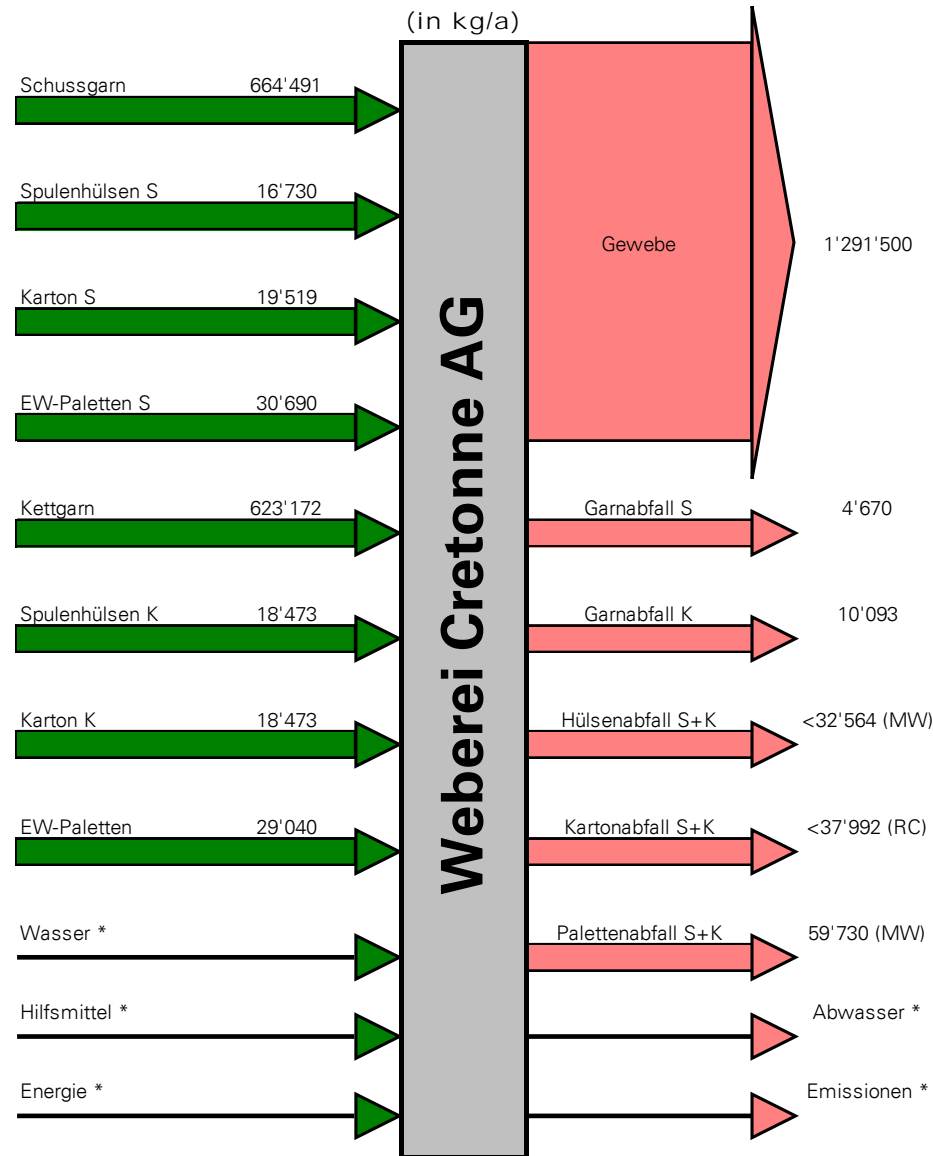 (in kg/a)
Schussgarn 664'491
Spulenhülsen S 16'730
Karton S 19'519
EW-Paletten S 30'690
Kettgarn 623'172
Spulenhülsen K 18'473
Karton K 18'473
EW-Paletten 29'040
Wasser *
Hilfsmittel *
Energie *
Weberei Cretonne AG
Gewebe 1'291'500
Garnabfall S 4'670
Garnabfall K 10'093
Hülsenabfall S+K <32'564 (MW)
Kartonabfall S+K <37'992 (RC)
Palettenabfall S+K 59'730 (MW)
Abwasser *
Emissionen *